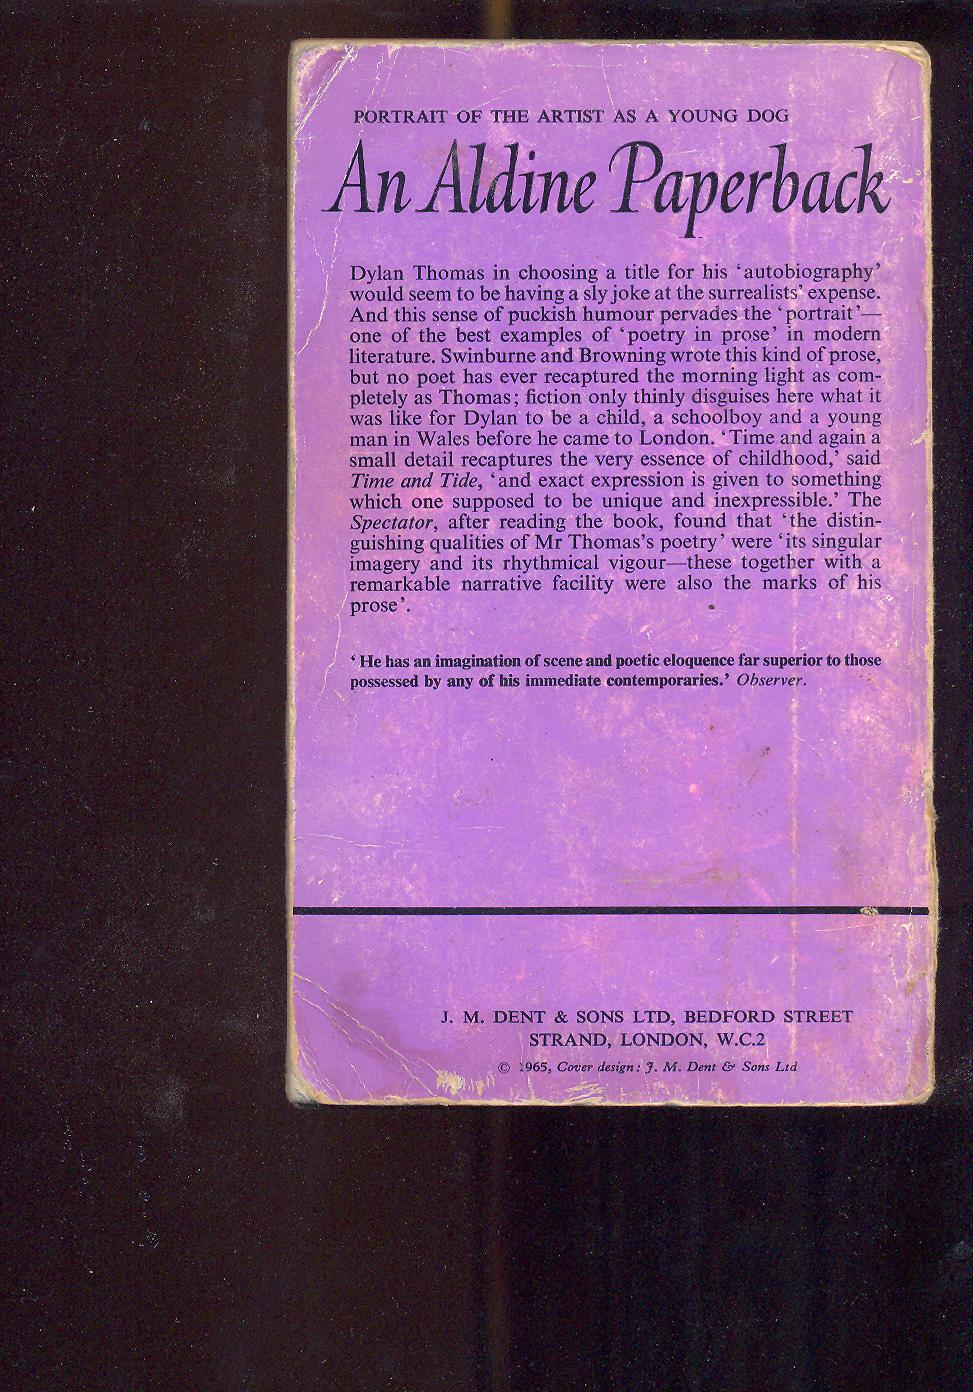 PORTRAIT OF THE ARTIST AS A YOUNG DOG
An Aldine Paperback
Dylan Thomas in choosing a title for his ‘autobiography’
would seem to be having a sly joke at the surrealists’ expense.
And this sense of puckish humour pervades the ‘portrait’—
one of the best examples of ‘poetry in prose’ in modern
literature. Swinburne and Browning wrote this kind of prose,
but no poet has ever recaptured the morning light as com-
pletely as Thomas; fiction only thinly disguises here what it
was like for Dylan to be a child, a schoolboy and a young
man in Wales before he came to London. ‘Time and again a
small detail recaptures the very essence of childhood,’ said
Time and Tide, ‘and exact expression is given to something
which one supposed to be unique and inexpressible.’ The
Spectator, after reading the book, found that ‘the distin-
guishing qualities of Mr Thomas’s poetry’ were ‘its singular
imagery and its rhythmical vigour—these together with a
remarkable narrative facility were also the marks of his
prose’.
‘He has an imagination of scene and poetic eloquence far superior to those
possessed by any of his immediate contemporaries.’ Observer.
J. M. DENT & SONS LTD, BEDFORD STREET
STRAND, LONDON, W.C.2
© 1965, Cover design: J. M. Dent & Sons Ltd